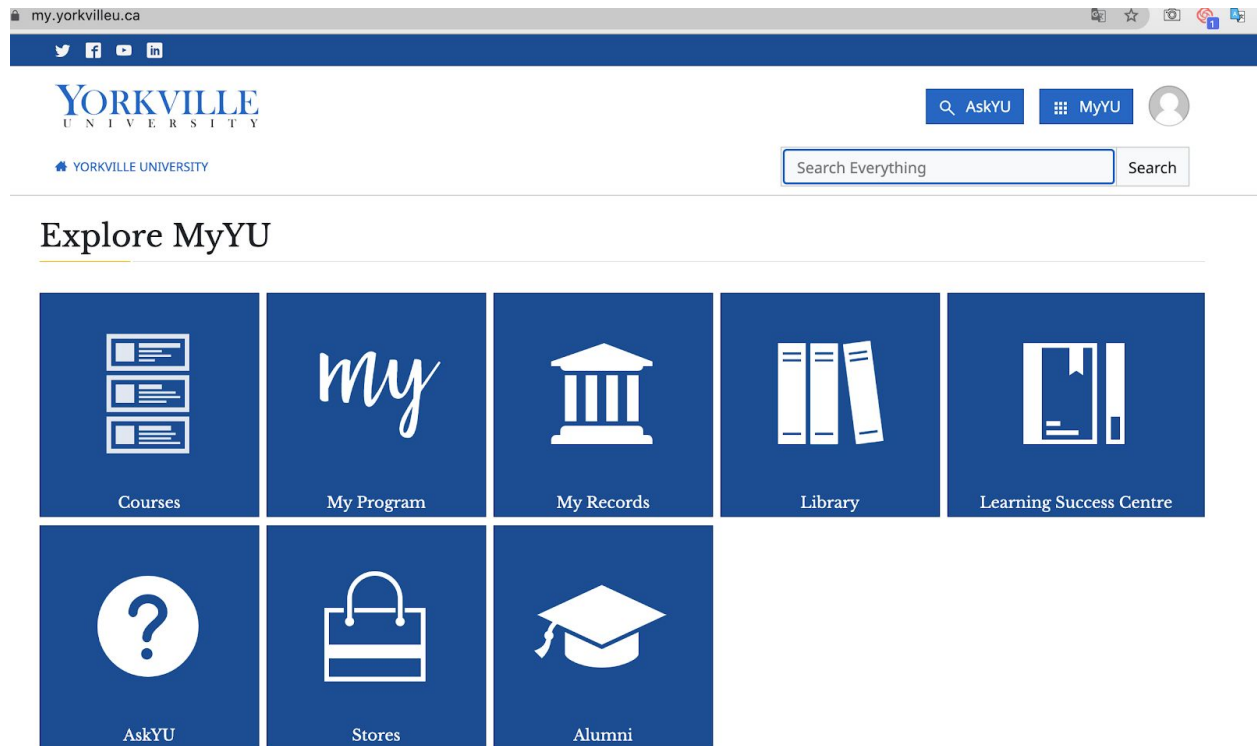 my.yorkvilleu.ca
1
YORKVILLE
UNIVERSITY
AskYU
MyYU
YORKVILLE UNIVERSITY
Search Everything
Search
Explore MyYU
my
Courses
My Program
My Records
Library
Learning Success Centre
?
AskYU
Stores
Alumni